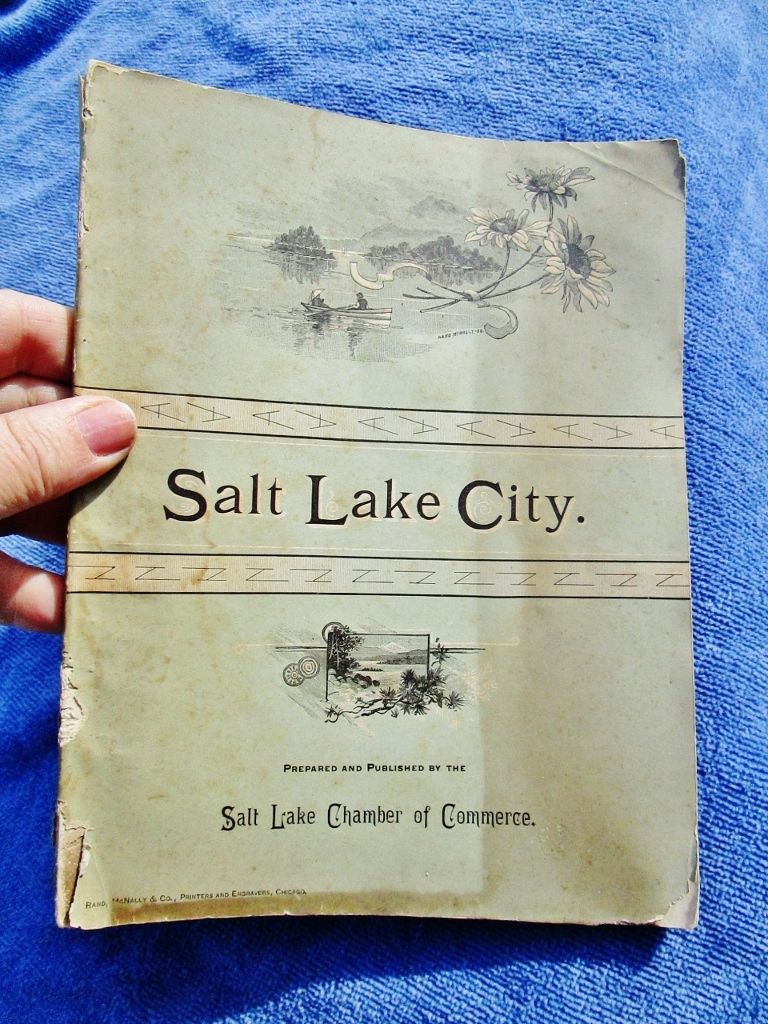 Salt Lake City.
PREPARED AND PUBLISHED BY THE
Salt Lake Chamber of Commerce.
RAND, MCNALLY & CO., PRINTERS AND ENGRAVERS, CHICAGO.